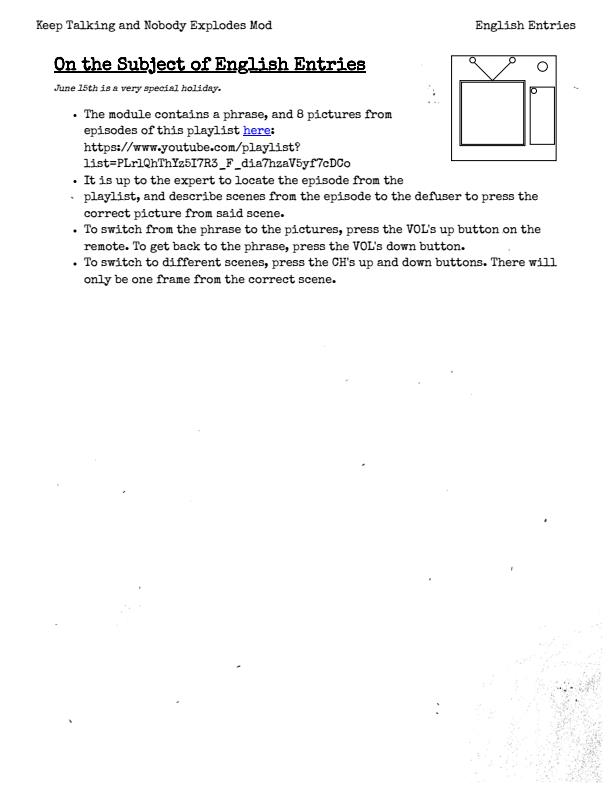 Keep Talking and Nobody Explodes Mod English Entries
On the Subject of English Entries
June 15th is a very special holiday.
• The module contains a phrase, and 8 pictures from
episodes of this playlist here:
https://www.youtube.com/playlist?
list=PLrlQhThYz5I7R3_F_dia7hzaV5yf7cDCo
• It is up to the expert to locate the episode from the
playlist, and describe scenes from the episode to the defuser to press the
correct picture from said scene.
• To switch from the phrase to the pictures, press the VOL's up button on the
remote. To get back to the phrase, press the VOL's down button.
• To switch to different scenes, press the CH's up and down buttons. There will
only be one frame from the correct scene.